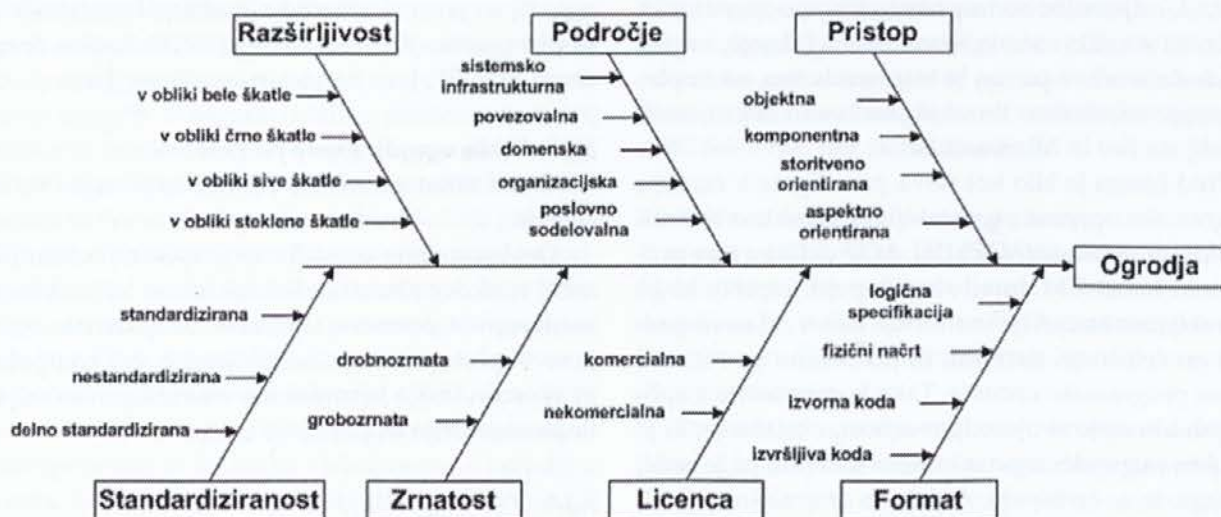 Razširljivost
v obliki bele škatle
v obliki črne škatle
v obliki sive škatle
v obliki steklene škatle
Področje
sistemsko
infrastrukturna
povezovalna
domenska
organizacijska
poslovno
sodelovalna
Pristop
objektna
komponentna
storitveno
orientirana
aspektno
orientirana
Ogrodja
standardizirana
nestandardizirana
delno standardizirana
Standardiziranost
drobnozrnata
grobozrnata
Zrnatost
komercialna
nekomercialna
Licenca
logična
specifikacija
fizični načrt
izvorna koda
izvršljiva koda
Format